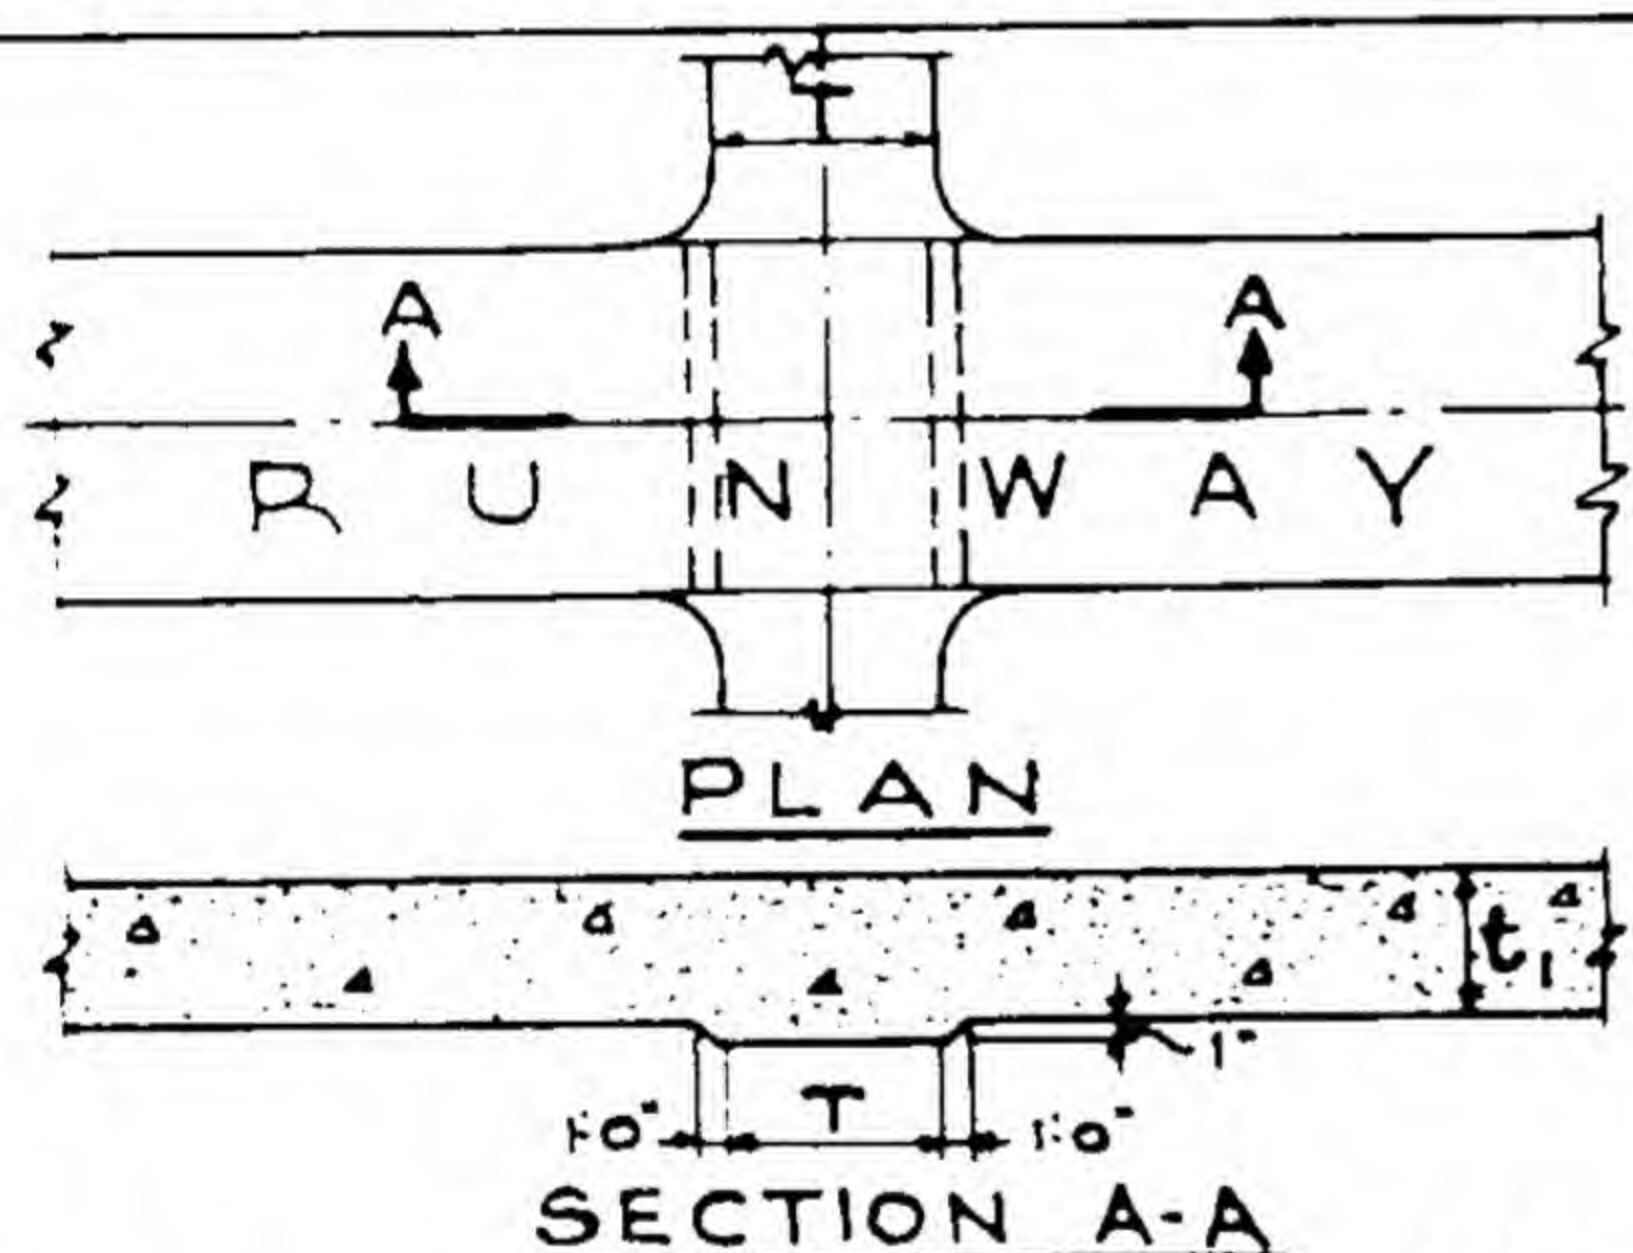 T
A A
R U N W A Y
PLAN
t1
1"
1'-0" T 1'-0"
SECTION A-A